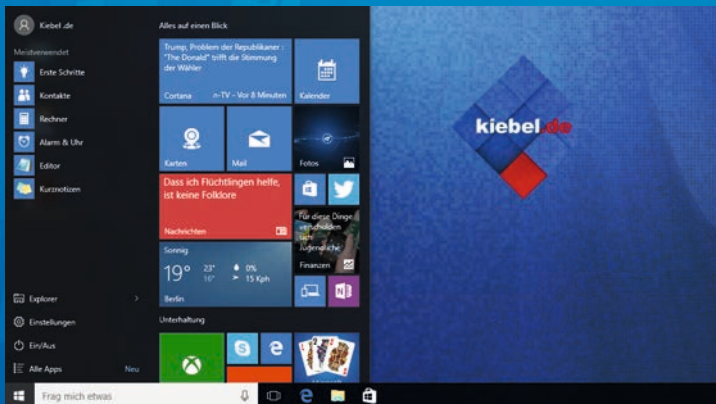 Kiebel .de
Meistverwendet
Erste Schritte
Kontakte
Rechner
Alarm & Uhr
Editor
Kurznotizen
Explorer
Einstellungen
Ein/Aus
Alle Apps
Neu
Alles auf einen Blick
Trump, Problem der Republikaner :
"The Donald" trifft die Stimmung
der Wähler
Cortana
n-TV - Vor 8 Minuten
Kalender
Karten
Mail
Fotos
Dass ich Flüchtlingen helfe,
ist keine Folklore
Nachrichten
Für diese Dinge
verschulden
sich
Jugendliche
Finanzen
Sonnig
19°
23°
16°
0%
15 Kph
Berlin
Unterhaltung
kiebel.de
Frag mich etwas